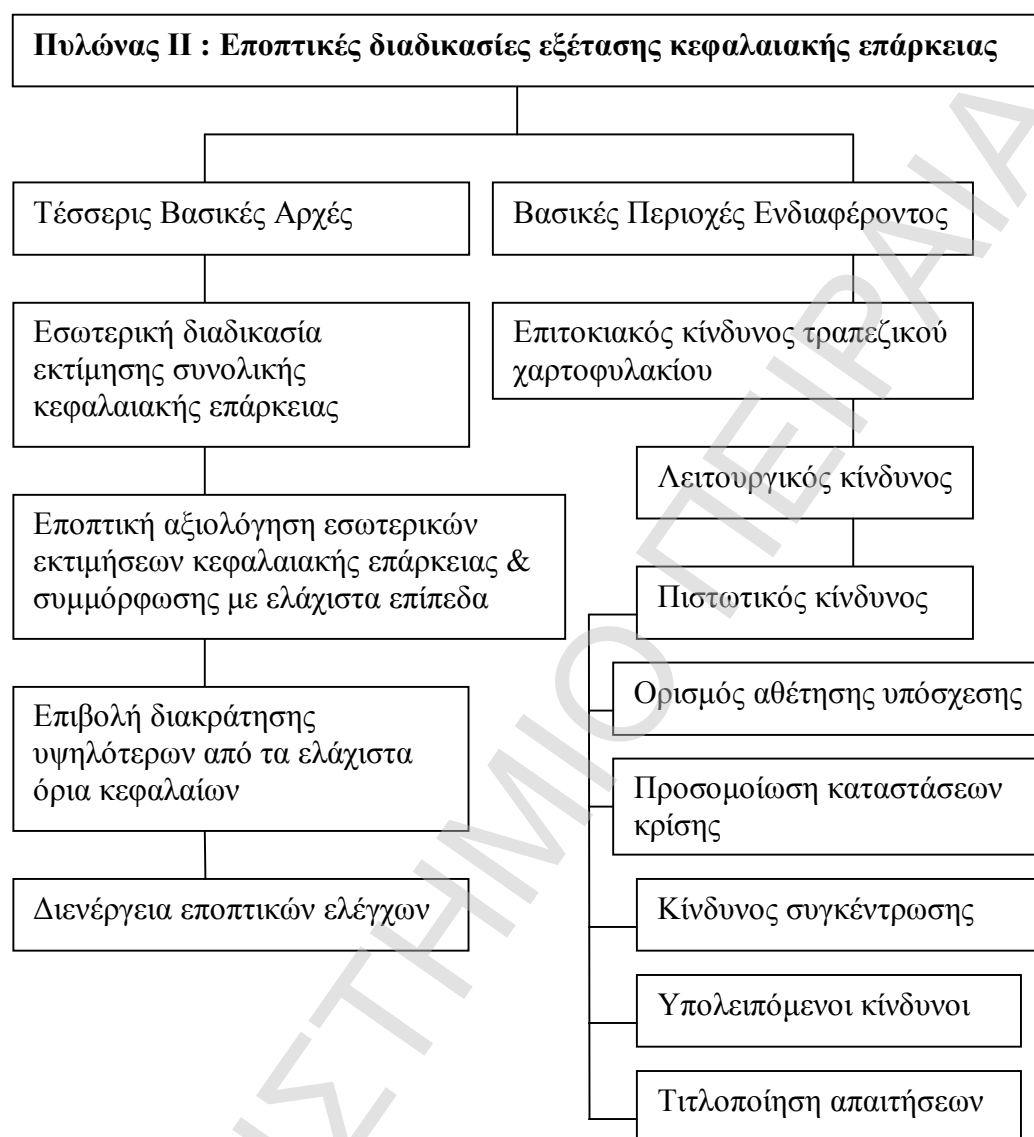 Πυλώνας ΙΙ : Εποπτικές διαδικασίες εξέτασης κεφαλαιακής επάρκειας
Τέσσερις Βασικές Αρχές
Εσωτερική διαδικασία
εκτίμησης συνολικής
κεφαλαιακής επάρκειας
Εποπτική αξιολόγηση εσωτερικών
εκτιμήσεων κεφαλαιακής επάρκειας &
συμμόρφωσης με ελάχιστα επίπεδα
Επιβολή διακράτησης
υψηλότερων από τα ελάχιστα
όρια κεφαλαίων
Διενέργεια εποπτικών ελέγχων
Βασικές Περιοχές Ενδιαφέροντος
Επιτοκιακός κίνδυνος τραπεζικού
χαρτοφυλακίου
Λειτουργικός κίνδυνος
Πιστωτικός κίνδυνος
Ορισμός αθέτησης υπόσχεσης
Προσομοίωση καταστάσεων
κρίσης
Κίνδυνος συγκέντρωσης
Υπολειπόμενοι κίνδυνοι
Τιτλοποίηση απαιτήσεων
ΙΣΤΗΜΙΟ ΠΕΙΡΑΙΑ